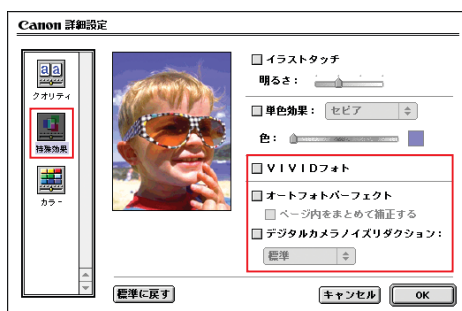 Canon 詳細設定
aa
クオリティ
特殊効果
カラー
イラストタッチ
明るさ：
単色効果： セピア
色：
VIVIDフォト
オートフォトパーフェクト
ページ内をまとめて補正する
デジタルカメラノイズリダクション：
標準
標準に戻す
キャンセル
OK